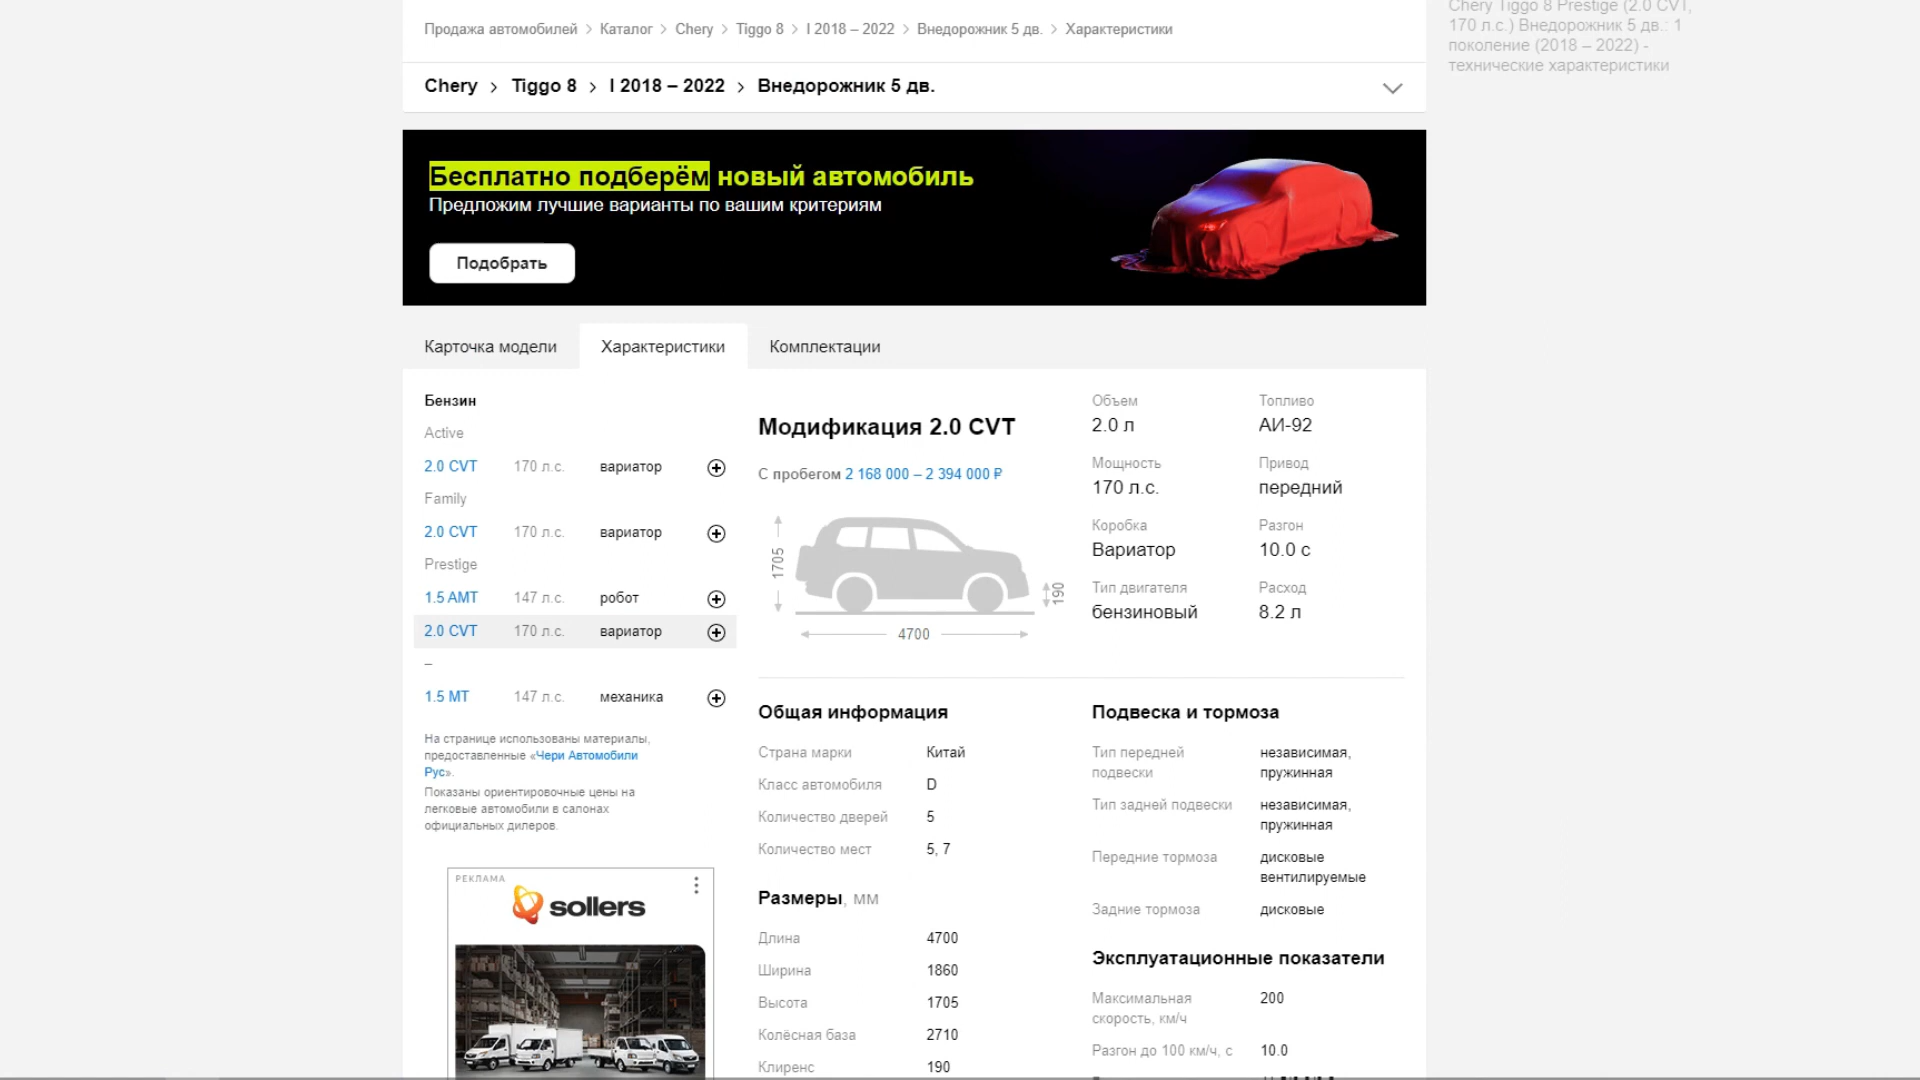 Продажа автомобилей > Каталог > Chery > Tiggo 8 > I 2018 – 2022 > Внедорожник 5 дв. > Характеристики
Chery Tiggo 8 Prestige (2.0 CVT,
170 л.с.) Внедорожник 5 дв.: 1
поколение (2018 – 2022) -
технические характеристики
Chery > Tiggo 8 > I 2018 – 2022 > Внедорожник 5 дв.
Бесплатно подберём новый автомобиль
Предложим лучшие варианты по вашим критериям
Подобрать
Карточка модели Характеристики Комплектации
Бензин
Active
2.0 CVT 170 л.с. вариатор
Family
2.0 CVT 170 л.с. вариатор
Prestige
1.5 AMT 147 л.с. робот
2.0 CVT 170 л.с. вариатор
–
1.5 MT 147 л.с. механика
На странице использованы материалы,
предоставленные «Чери Автомобили
Рус».
Показаны ориентировочные цены на
легковые автомобили в салонах
официальных дилеров.
РЕКЛАМА
sollers
Модификация 2.0 CVT
С пробегом 2 168 000 – 2 394 000 ₽
1705
190
4700
Объем Топливо
2.0 л АИ-92
Мощность Привод
170 л.с. передний
Коробка Разгон
Вариатор 10.0 с
Тип двигателя Расход
бензиновый 8.2 л
Общая информация
Страна марки Китай
Класс автомобиля D
Количество дверей 5
Количество мест 5, 7
Размеры, мм
Длина 4700
Ширина 1860
Высота 1705
Колёсная база 2710
Клиренс 190
Подвеска и тормоза
Тип передней независимая,
подвески пружинная
Тип задней подвески независимая,
пружинная
Передние тормоза дисковые
вентилируемые
Задние тормоза дисковые
Эксплуатационные показатели
Максимальная 200
скорость, км/ч
Разгон до 100 км/ч, с 10.0